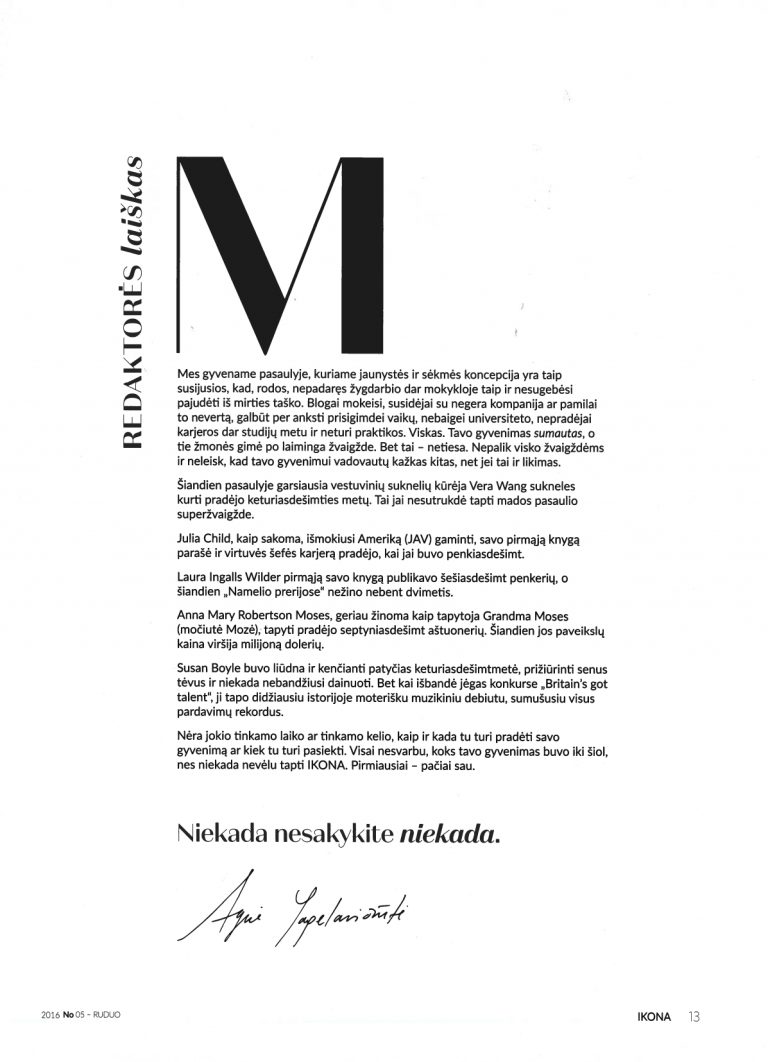 REDAKTORĖS laiškas
M
Mes gyvename pasaulyje, kuriame jaunystės ir sėkmės koncepcija yra taip
susijusios, kad, rodos, nepadaręs žygdarbio dar mokykloje taip ir nesugebėsi
pajudėti iš mirties taško. Blogai mokeisi, susidėjai su negera kompanija ar pamilai
to nevertą, galbūt per anksti prisigimdei vaikų, nebaigei universiteto, nepradėjai
karjeros dar studijų metu ir neturi praktikos. Viskas. Tavo gyvenimas sumautas, o
tie žmonės gimė po laiminga žvaigžde. Bet tai – netiesa. Nepalik visko žvaigždėms
ir neleisk, kad tavo gyvenimui vadovautų kažkas kitas, net jei tai ir likimas.
Šiandien pasaulyje garsiausia vestuvinių suknelių kūrėja Vera Wang sukneles
kurti pradėjo keturiasdešimties metų. Tai jai nesutrukdė tapti mados pasaulio
superžvaigžde.
Julia Child, kaip sakoma, išmokiusi Ameriką (JAV) gaminti, savo pirmąją knygą
parašė ir virtuvės šefės karjerą pradėjo, kai jai buvo penkiasdešimt.
Laura Ingalls Wilder pirmąją savo knygą publikavo šešiasdešimt penkerių, o
šiandien „Namelio prerijose“ nežino nebent dvimetis.
Anna Mary Robertson Moses, geriau žinoma kaip tapytoja Grandma Moses
(močiutė Mozė), tapyti pradėjo septyniasdešimt aštuonerių. Šiandien jos paveikslų
kaina viršija milijoną dolerių.
Susan Boyle buvo liūdna ir kenčianti patyčias keturiasdešimtmetė, prižiūrinti senus
tėvus ir niekada nebandžiusi dainuoti. Bet kai išbandė jėgas konkurse „Britain's got
talent“, ji tapo didžiausiu istorijoje moterišku muzikiniu debiutu, sumušusiu visus
pardavimų rekordus.
Nėra jokio tinkamo laiko ar tinkamo kelio, kaip ir kada tu turi pradėti savo
gyvenimą ar kiek tu turi pasiekti. Visai nesvarbu, koks tavo gyvenimas buvo iki šiol,
nes niekada nevėlu tapti IKONA. Pirmiausiai – pačiai sau.
Niekada nesakykite niekada.
Agnė
2016 No 05 – RUDUO
IKONA 13